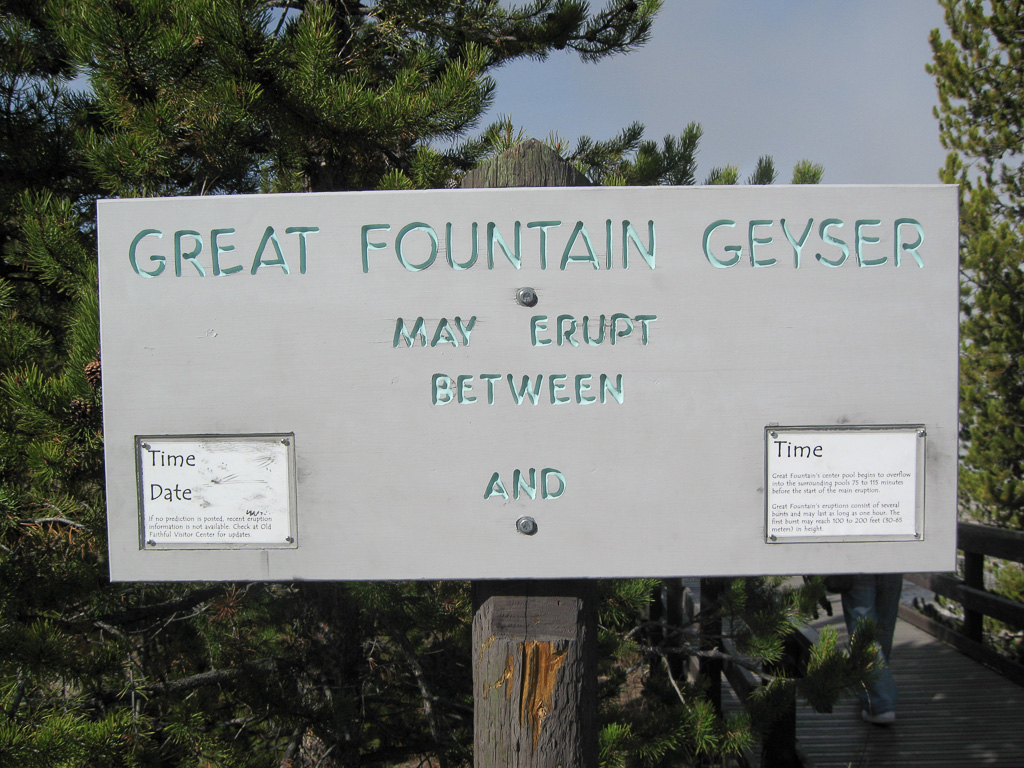 GREAT FOUNTAIN GEYSER
MAY ERUPT
BETWEEN
AND
Time
Date
If no prediction is posted, recent eruption
information is not available. Check at Old
Faithful Visitor Center for updates.
Time
Great Fountain's center pool begins to overflow
into the surrounding pools 75 to 115 minutes
before the start of the main eruption.
Great Fountain's eruptions consist of several
bursts and may last as long as one hour. The
first burst may reach 100 to 200 feet (30-65
meters) in height.